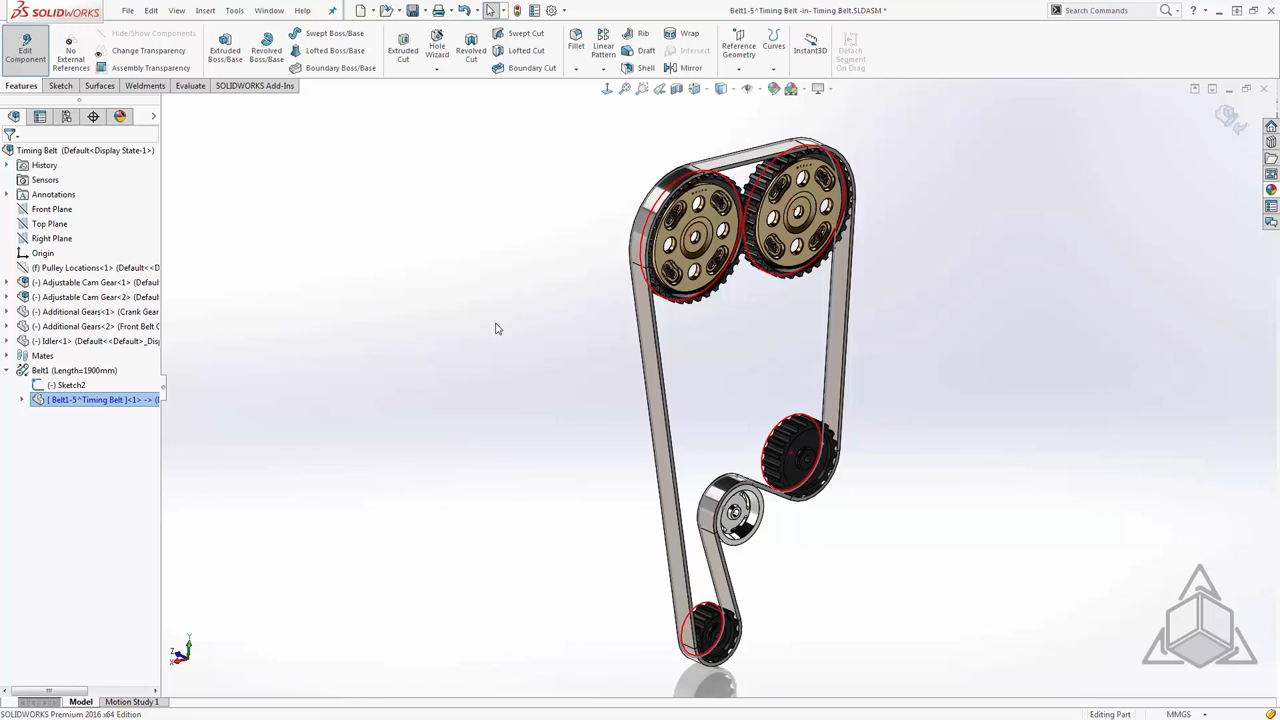 SOLIDWORKS
File Edit View Insert Tools Window Help
Belt1-5^Timing Belt -in- Timing Belt.SLDASM *
Search Commands
Edit Component
No External References
Hide/Show Components
Change Transparency
Assembly Transparency
Extruded Boss/Base
Revolved Boss/Base
Swept Boss/Base
Lofted Boss/Base
Boundary Boss/Base
Extruded Cut
Hole Wizard
Revolved Cut
Swept Cut
Lofted Cut
Boundary Cut
Fillet
Linear Pattern
Rib
Draft
Shell
Wrap
Intersect
Mirror
Reference Geometry
Curves
Instant3D
Detach Segment On Drag
Features Sketch Surfaces Weldments Evaluate SOLIDWORKS Add-Ins
Timing Belt (Default<Display State-1>)
History
Sensors
Annotations
Front Plane
Top Plane
Right Plane
Origin
(f) Pulley Locations<1> (Default<<D
(-) Adjustable Cam Gear<1> (Defau
(-) Adjustable Cam Gear<2> (Defau
(-) Additional Gears<1> (Crank Gear
(-) Additional Gears<2> (Front Belt G
(-) Idler<1> (Default<<Default>_Disp
Mates
Belt1 (Length=1900mm)
(-) Sketch2
[ Belt1-5^Timing Belt ]<1> -> (
Y
Z
X
Model Motion Study 1
SOLIDWORKS Premium 2016 x64 Edition
Editing Part
MMGS